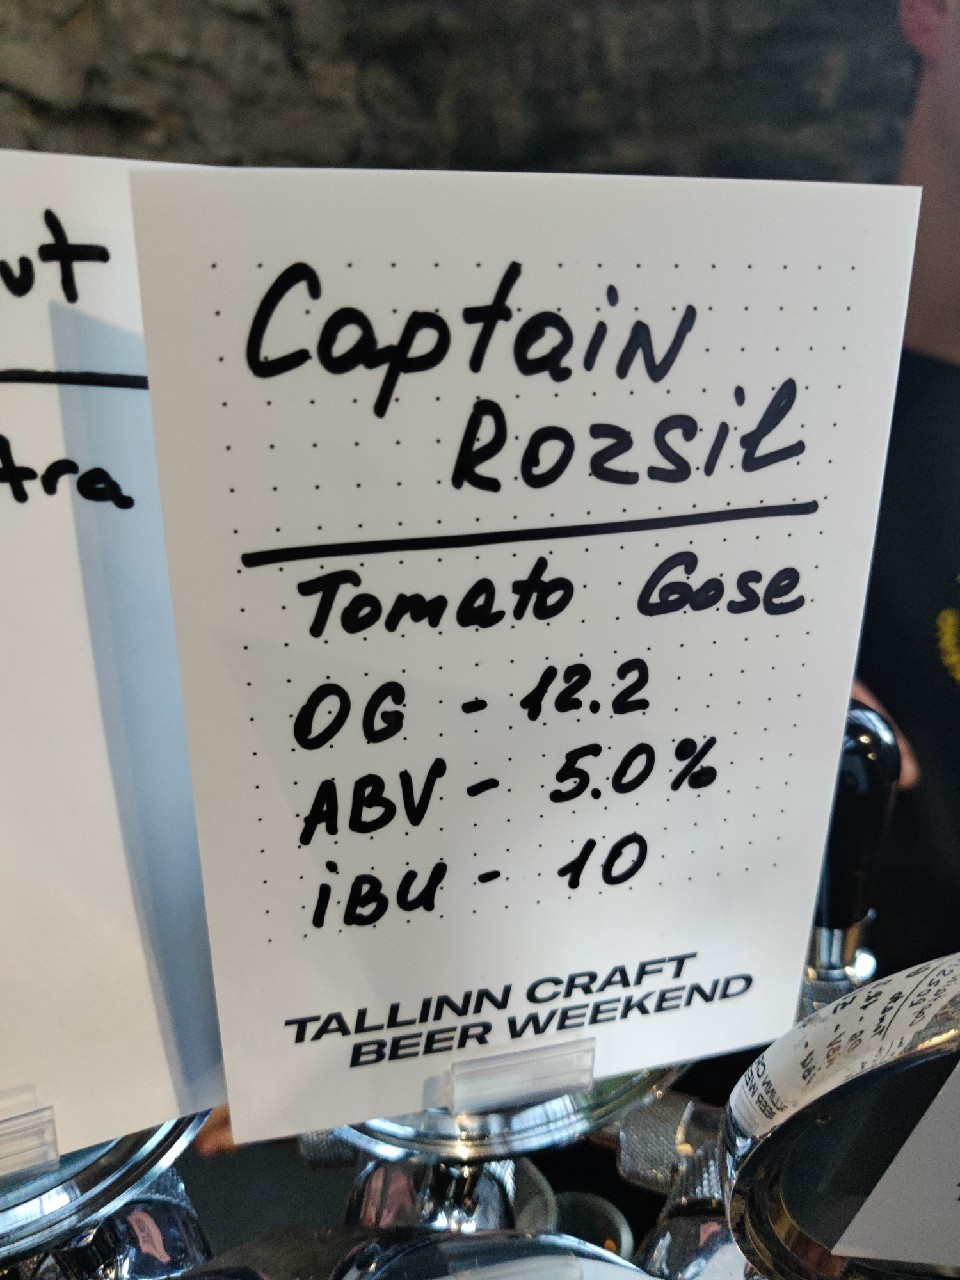 Captain
Rozsil
Tomato Gose
OG - 12.2
ABV - 5.0%
iBU - 10
TALLINN CRAFT
BEER WEEKEND